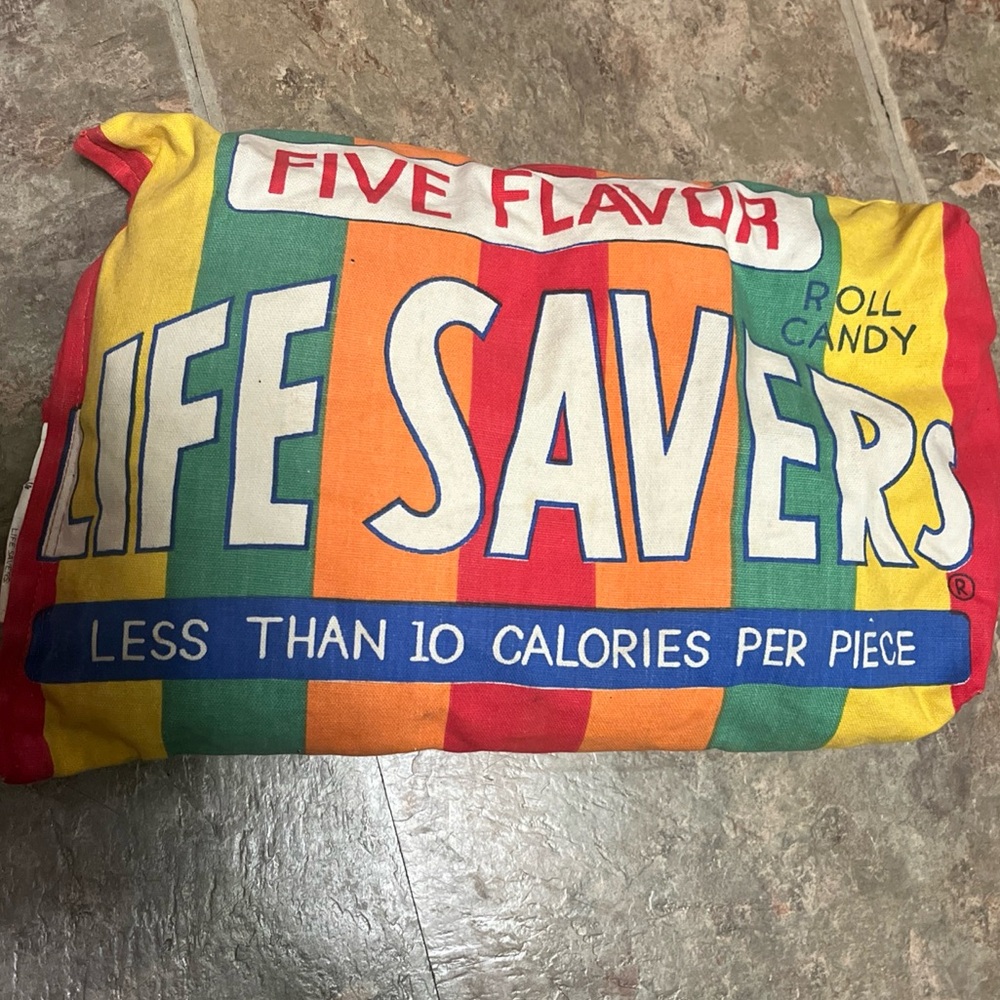 FIVE FLAVOR
ROLL
CANDY
LIFE SAVERS
®
LESS THAN 10 CALORIES PER PIECE